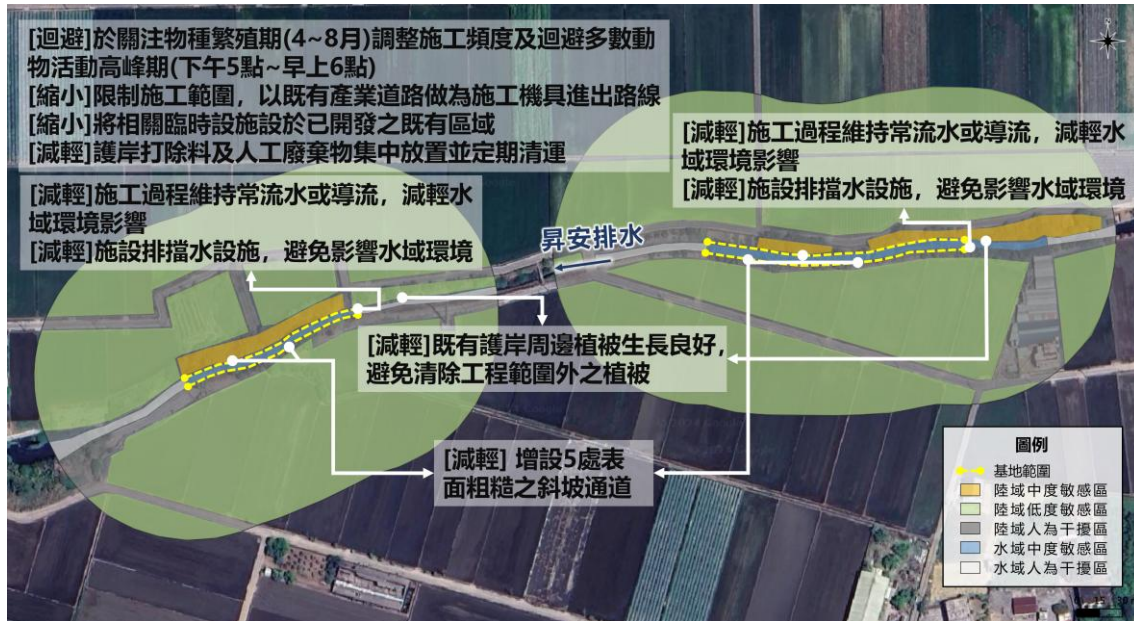 [迴避]於關注物種繁殖期(4~8月)調整施工頻度及迴避多數動
物活動高峰期(下午5點~早上6點)
[縮小]限制施工範圍，以既有產業道路做為施工機具進出路線
[縮小]將相關臨時設施設於已開發之既有區域
[減輕]護岸打除料及人工廢棄物集中放置並定期清運
[減輕]施工過程維持常流水或導流，減輕水
域環境影響
[減輕]施設排擋水設施，避免影響水域環境
[減輕]施工過程維持常流水或導流，減輕水
域環境影響
[減輕]施設排擋水設施，避免影響水域環境
昇安排水
[減輕]既有護岸周邊植被生長良好，
避免清除工程範圍外之植被
[減輕] 增設5處表
面粗糙之斜坡通道
圖例
基地範圍
陸域中度敏感區
陸域低度敏感區
陸域人為干擾區
水域中度敏感區
水域人為干擾區